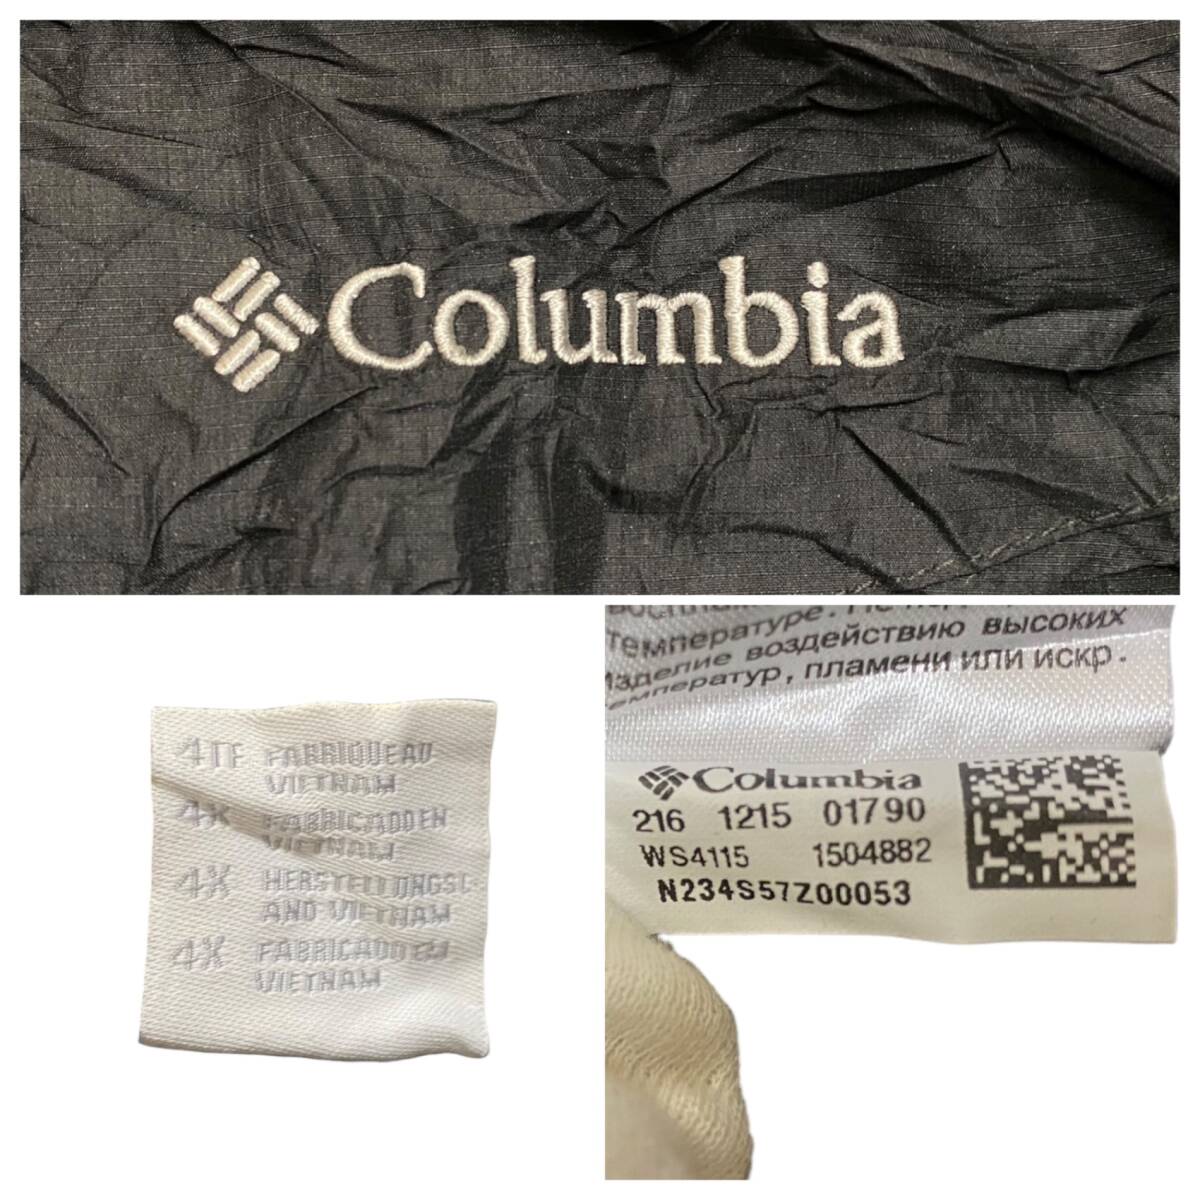 Columbia
4TF FABRIQUEAU
VIETNAM
4X FABRICADOEN
VIETNAM
4X HERSTELLUNGSL
AND VIETNAM
4X FABRICADO EM
VIETNAM
температуре. Не
Изделие воздействию высоких
температур, пламени или искр.
Columbia
216 1215 01790
WS4115 1504882
N234S57Z00053